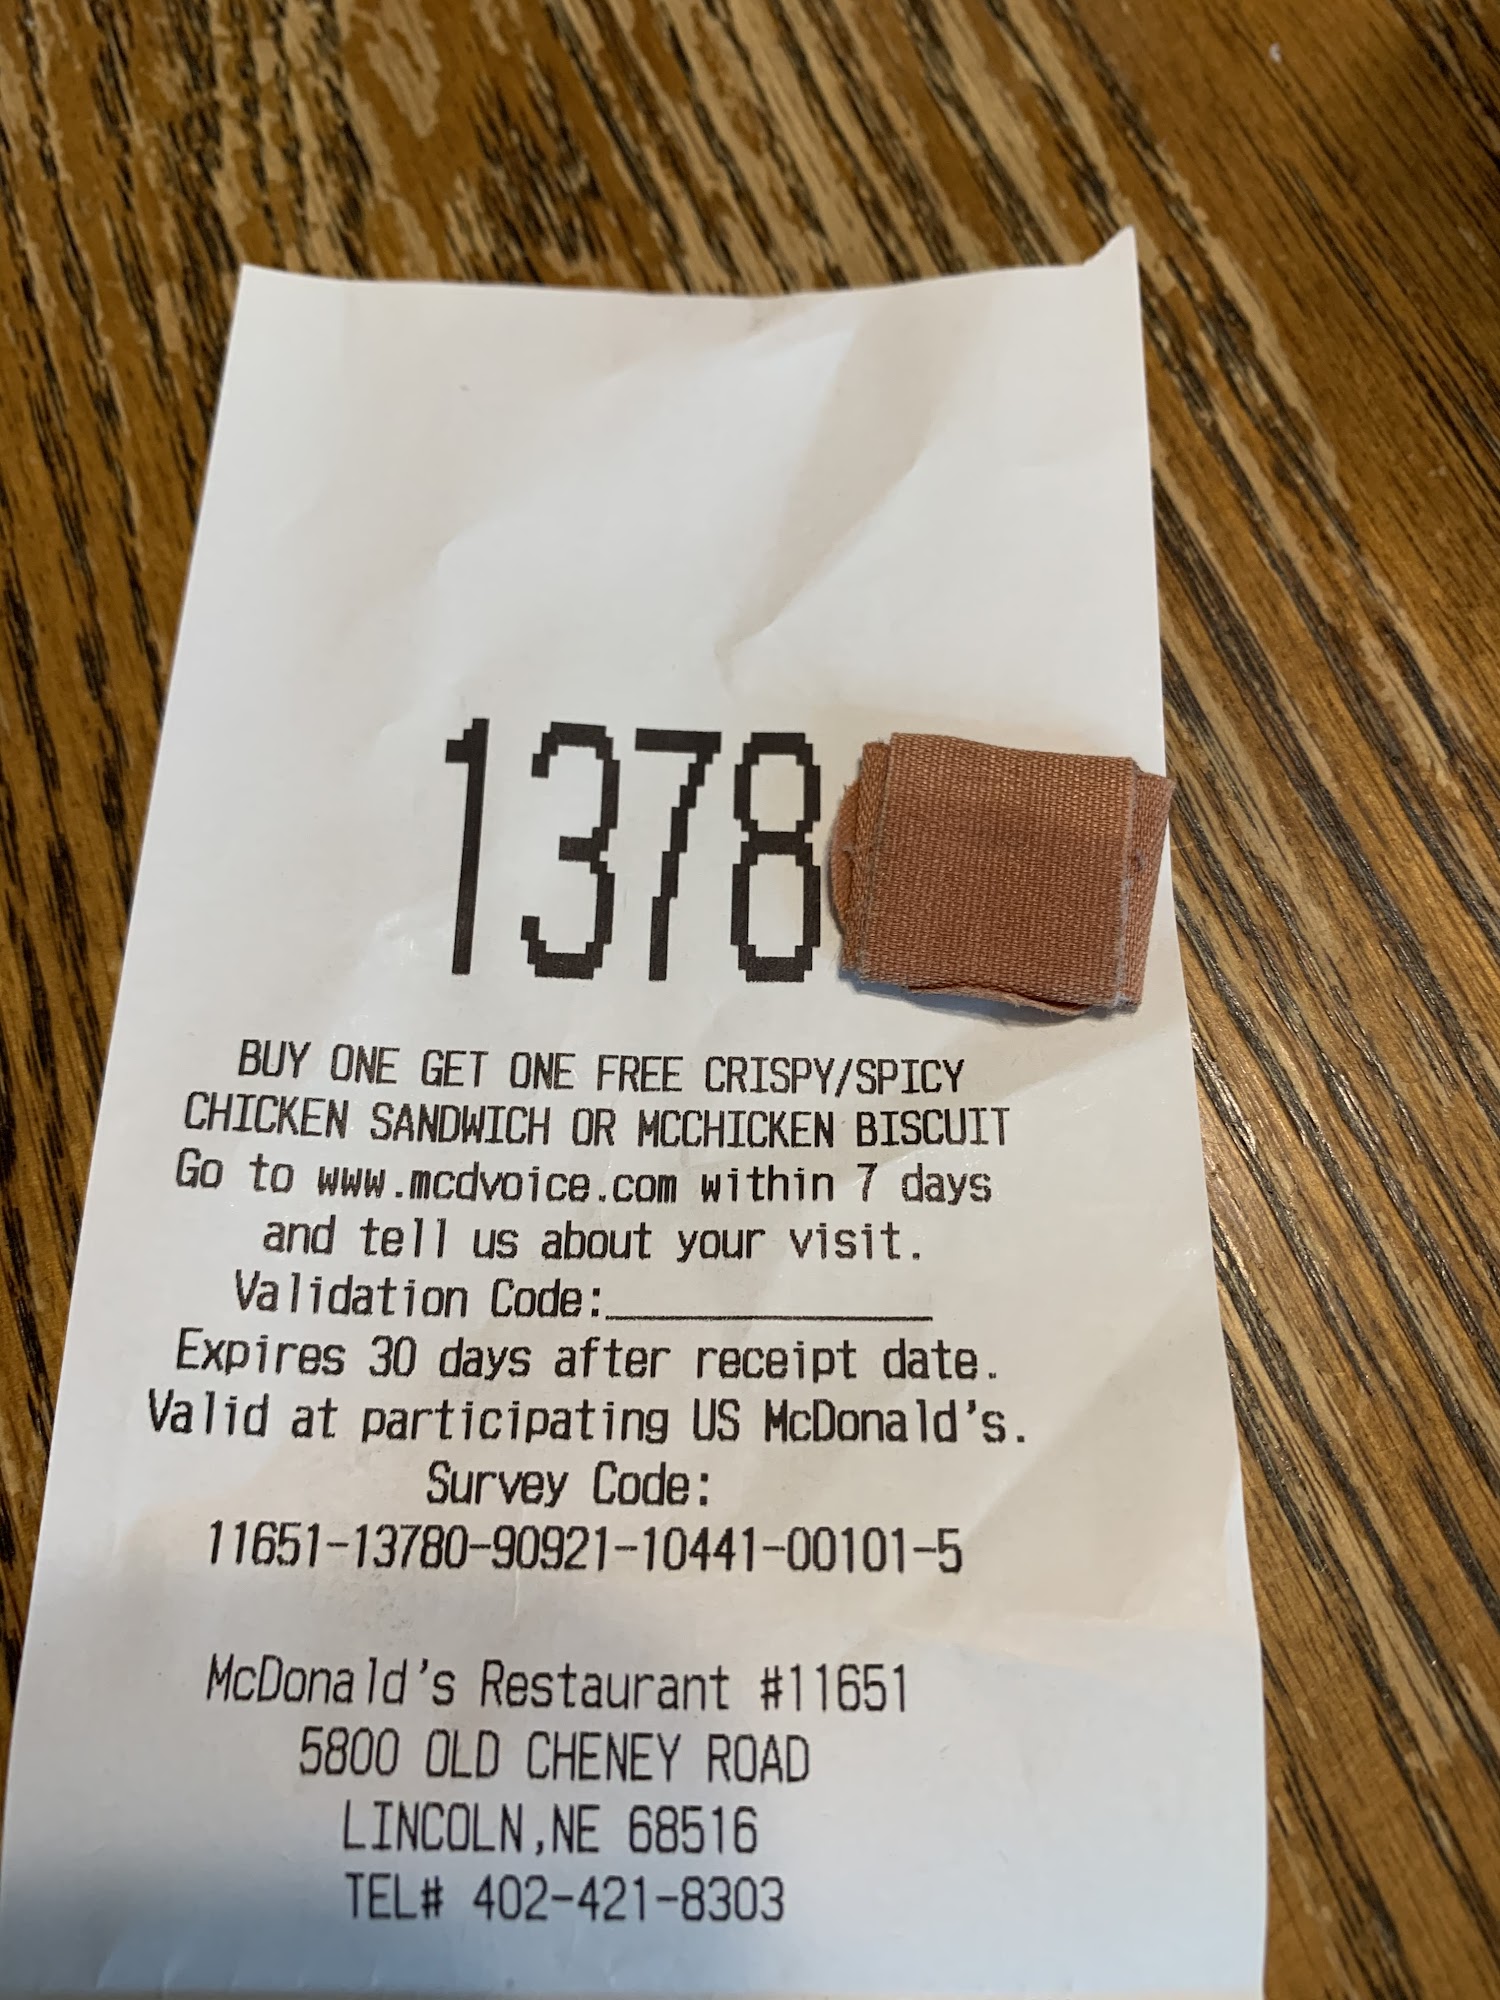 1378
BUY ONE GET ONE FREE CRISPY/SPICY
CHICKEN SANDWICH OR MCCHICKEN BISCUIT
Go to www.mcdvoice.com within 7 days
and tell us about your visit.
Validation Code:______________
Expires 30 days after receipt date.
Valid at participating US McDonald's.
Survey Code:
11651-13780-90921-10441-00101-5
McDonald's Restaurant #11651
5800 OLD CHENEY ROAD
LINCOLN,NE 68516
TEL# 402-421-8303